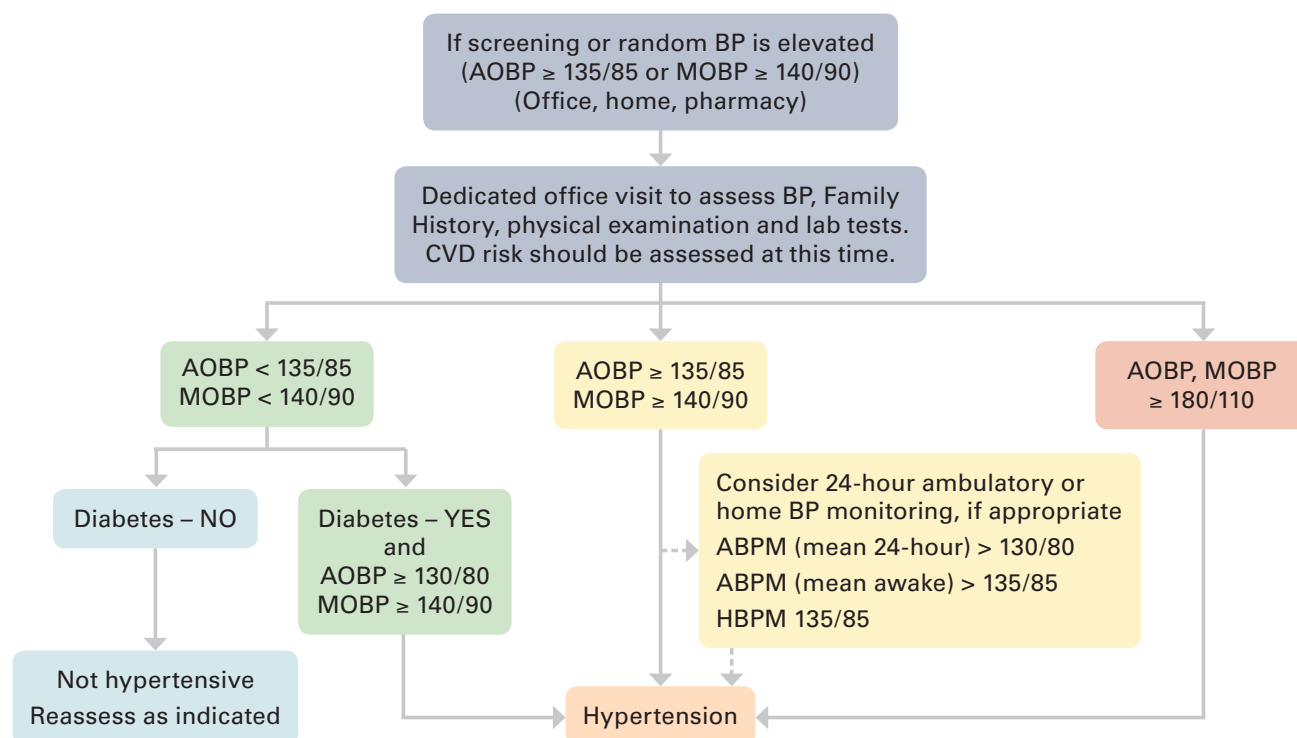 If screening or random BP is elevated
(AOBP ≥ 135/85 or MOBP ≥ 140/90)
(Office, home, pharmacy)
Dedicated office visit to assess BP, Family
History, physical examination and lab tests.
CVD risk should be assessed at this time.
AOBP < 135/85
MOBP < 140/90
AOBP ≥ 135/85
MOBP ≥ 140/90
AOBP, MOBP
≥ 180/110
Diabetes – NO
Diabetes – YES
and
AOBP ≥ 130/80
MOBP ≥ 140/90
Consider 24-hour ambulatory or
home BP monitoring, if appropriate
ABPM (mean 24-hour) > 130/80
ABPM (mean awake) > 135/85
HBPM 135/85
Not hypertensive
Reassess as indicated
Hypertension